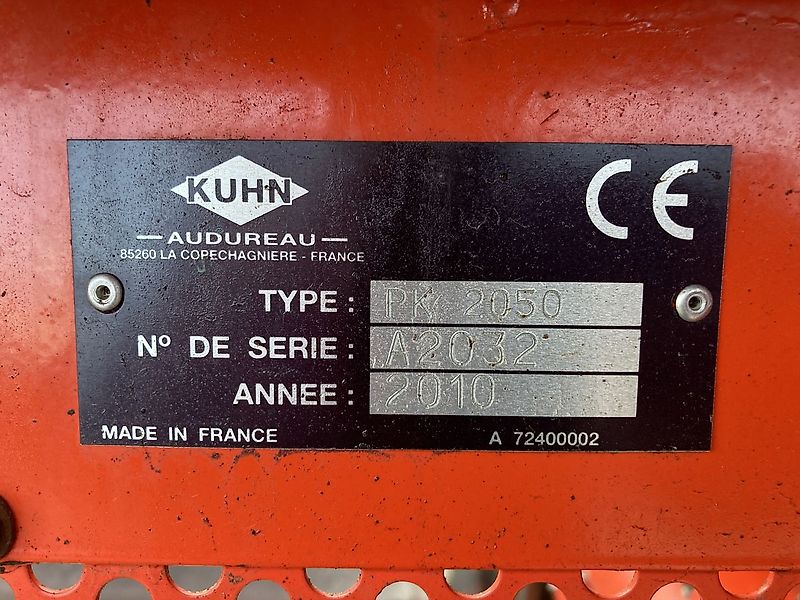 KUHN
CE
AUDUREAU
85260 LA COPECHAGNIERE - FRANCE
TYPE : PK 2050
Nº DE SERIE : A2032
ANNEE : 2010
MADE IN FRANCE A 72400002